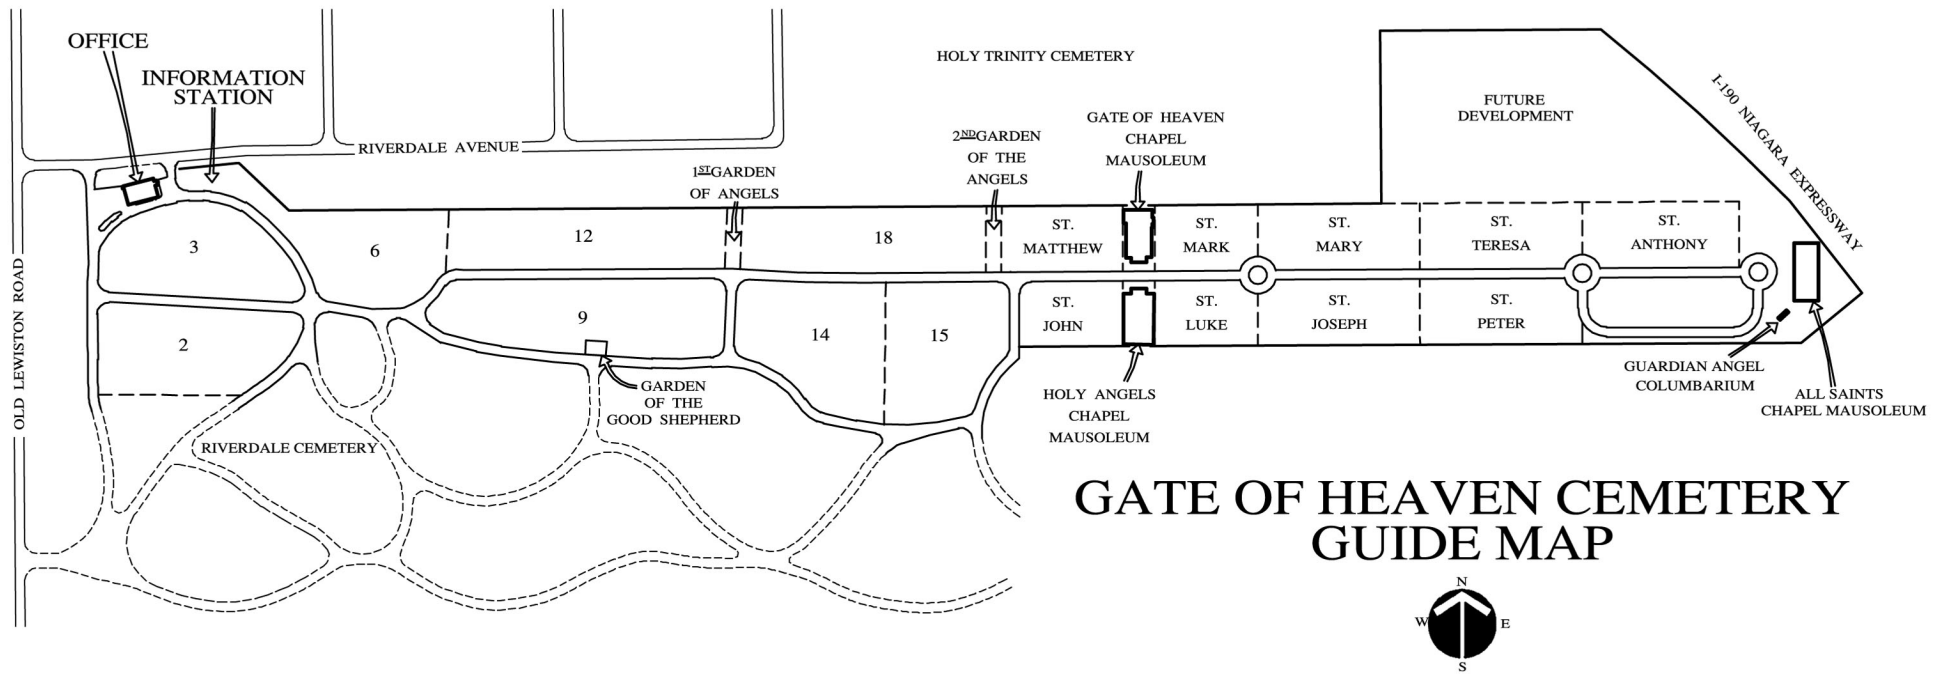 OFFICE
INFORMATION
STATION
RIVERDALE AVENUE
HOLY TRINITY CEMETERY
1ST GARDEN
OF ANGELS
2ND GARDEN
OF THE
ANGELS
GATE OF HEAVEN
CHAPEL
MAUSOLEUM
FUTURE
DEVELOPMENT
I-190 NIAGARA EXPRESSWAY
OLD LEWISTON ROAD
3
6
12
18
ST.
MATTHEW
ST.
MARK
ST.
MARY
ST.
TERESA
ST.
ANTHONY
2
9
14
15
ST.
JOHN
ST.
LUKE
ST.
JOSEPH
ST.
PETER
GARDEN
OF THE
GOOD SHEPHERD
HOLY ANGELS
CHAPEL
MAUSOLEUM
GUARDIAN ANGEL
COLUMBARIUM
ALL SAINTS
CHAPEL MAUSOLEUM
RIVERDALE CEMETERY
GATE OF HEAVEN CEMETERY
GUIDE MAP
N
W
E
S